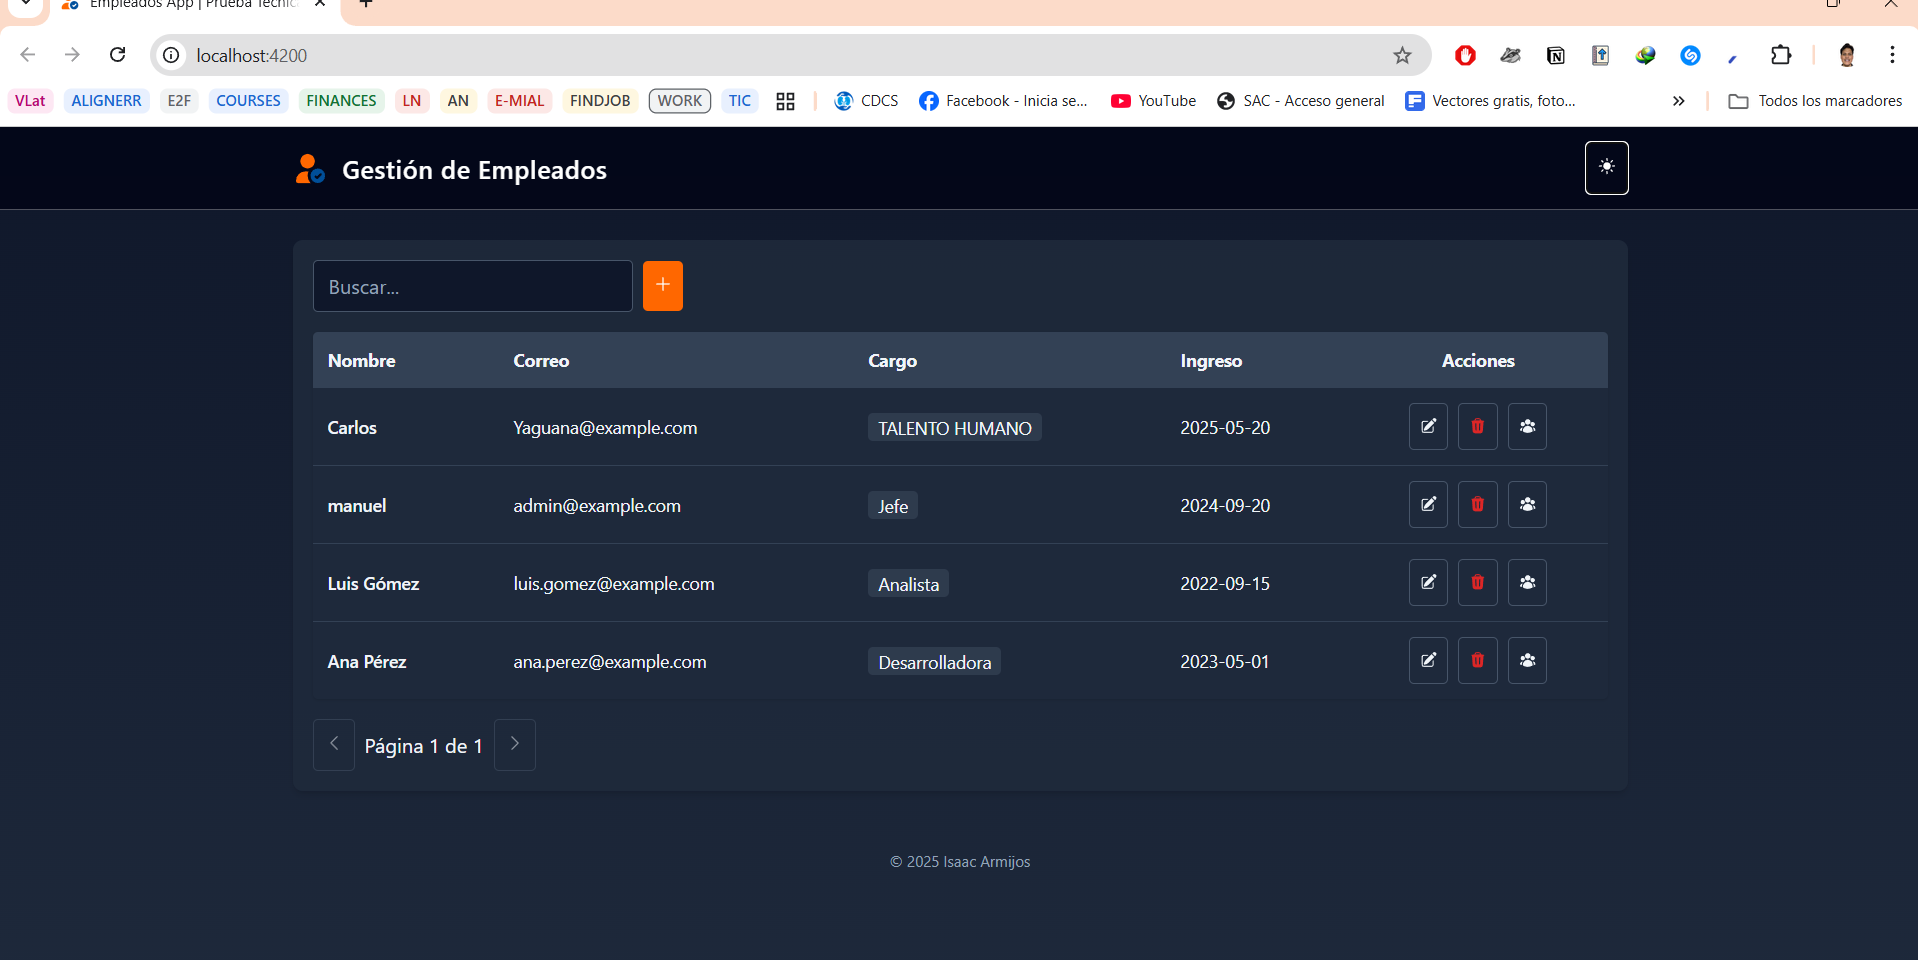 Empleados App | Prueba Técnic
localhost:4200
VLat ALIGNERR E2F COURSES FINANCES LN AN E-MIAL FINDJOB WORK TIC CDCS Facebook - Inicia se... YouTube SAC - Acceso general Vectores gratis, foto... » Todos los marcadores
Gestión de Empleados
Buscar... +
Nombre Correo Cargo Ingreso Acciones
Carlos Yaguana@example.com TALENTO HUMANO 2025-05-20
manuel admin@example.com Jefe 2024-09-20
Luis Gómez luis.gomez@example.com Analista 2022-09-15
Ana Pérez ana.perez@example.com Desarrolladora 2023-05-01
Página 1 de 1
© 2025 Isaac Armijos